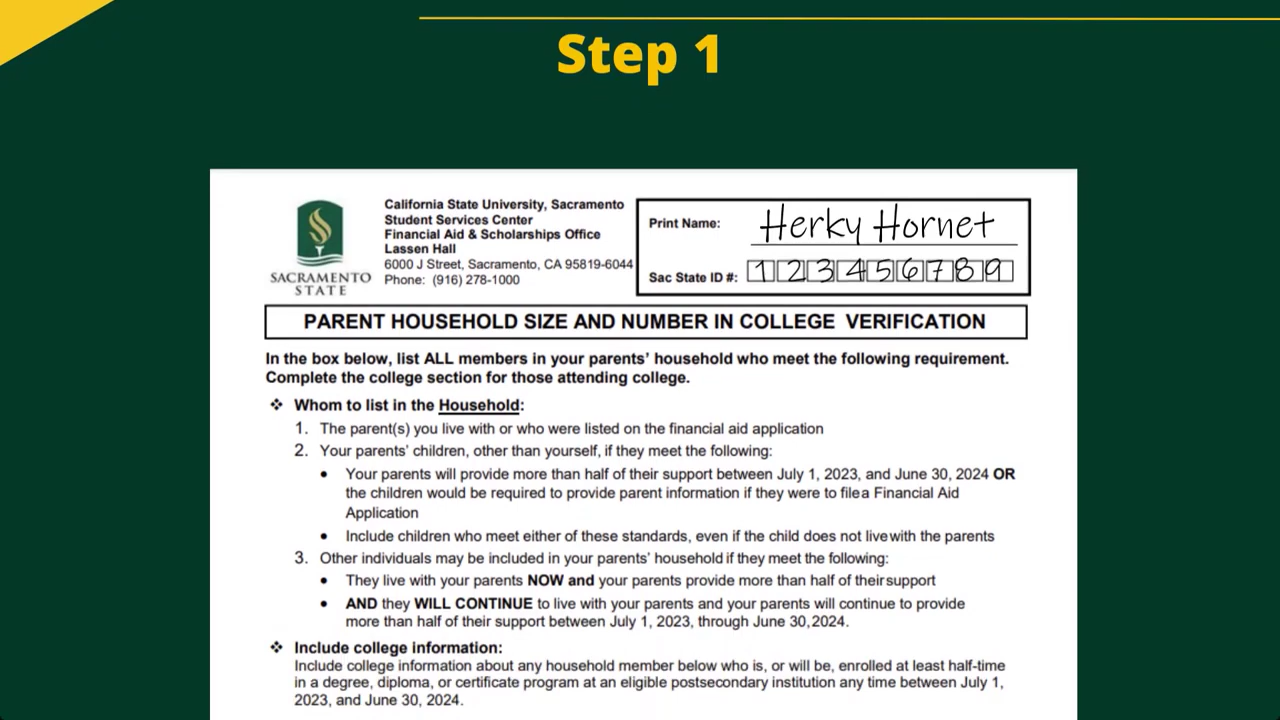 Step 1
SACRAMENTO
STATE
California State University, Sacramento
Student Services Center
Financial Aid & Scholarships Office
Lassen Hall
6000 J Street, Sacramento, CA 95819-6044
Phone: (916) 278-1000
Print Name: Herky Hornet
Sac State ID #: 123456789
PARENT HOUSEHOLD SIZE AND NUMBER IN COLLEGE VERIFICATION
In the box below, list ALL members in your parents' household who meet the following requirement.
Complete the college section for those attending college.
❖ Whom to list in the Household:
1. The parent(s) you live with or who were listed on the financial aid application
2. Your parents' children, other than yourself, if they meet the following:
• Your parents will provide more than half of their support between July 1, 2023, and June 30, 2024 OR
the children would be required to provide parent information if they were to file a Financial Aid
Application
• Include children who meet either of these standards, even if the child does not live with the parents
3. Other individuals may be included in your parents' household if they meet the following:
• They live with your parents NOW and your parents provide more than half of their support
• AND they WILL CONTINUE to live with your parents and your parents will continue to provide
more than half of their support between July 1, 2023, through June 30, 2024.
❖ Include college information:
Include college information about any household member below who is, or will be, enrolled at least half-time
in a degree, diploma, or certificate program at an eligible postsecondary institution any time between July 1,
2023, and June 30, 2024.